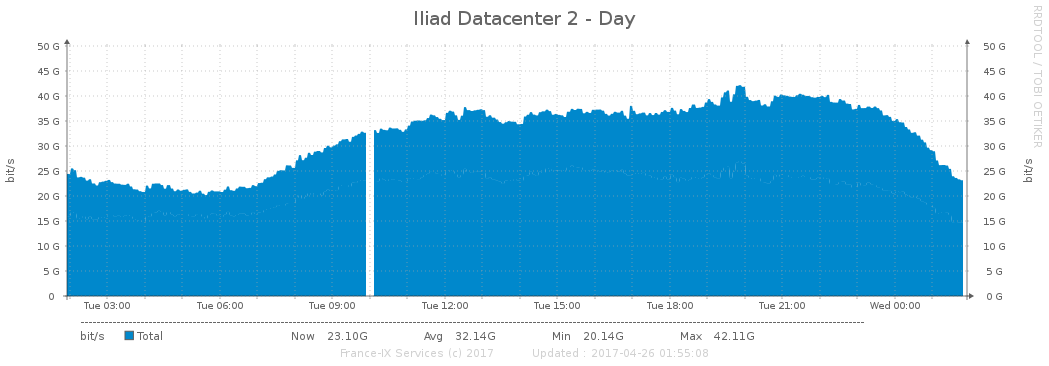 Iliad Datacenter 2 - Day
RRDTOOL / TOBI OETIKER
50 G 50 G
45 G 45 G
40 G 40 G
35 G 35 G
30 G 30 G
25 G 25 G
20 G 20 G
15 G 15 G
10 G 10 G
5 G 5 G
0 0 G
bit/s
bit/s
Tue 03:00 Tue 06:00 Tue 09:00 Tue 12:00 Tue 15:00 Tue 18:00 Tue 21:00 Wed 00:00
bit/s Total Now 23.10G Avg 32.14G Min 20.14G Max 42.11G
France-IX Services (c) 2017 Updated : 2017-04-26 01:55:08